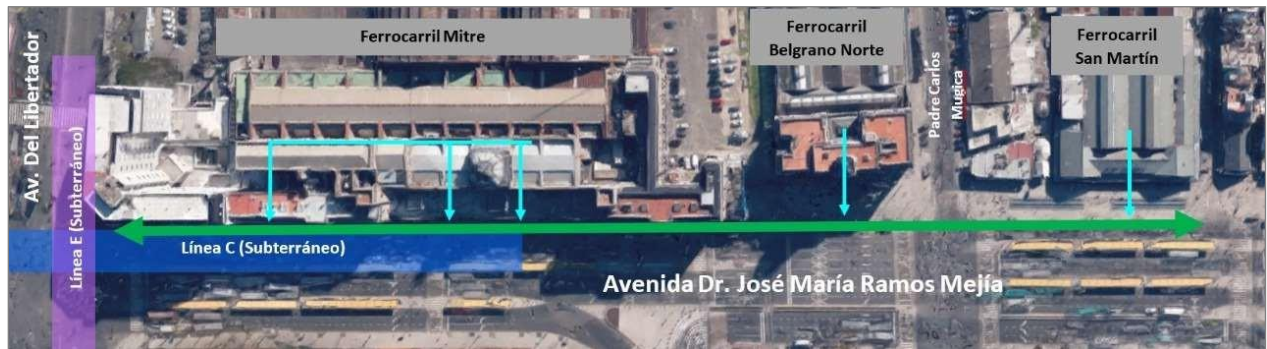 Av. Del Libertador
Línea E (Subterráneo)
Ferrocarril Mitre
Línea C (Subterráneo)
Ferrocarril
Belgrano Norte
Padre Carlos
Mugica
Ferrocarril
San Martín
Avenida Dr. José María Ramos Mejía